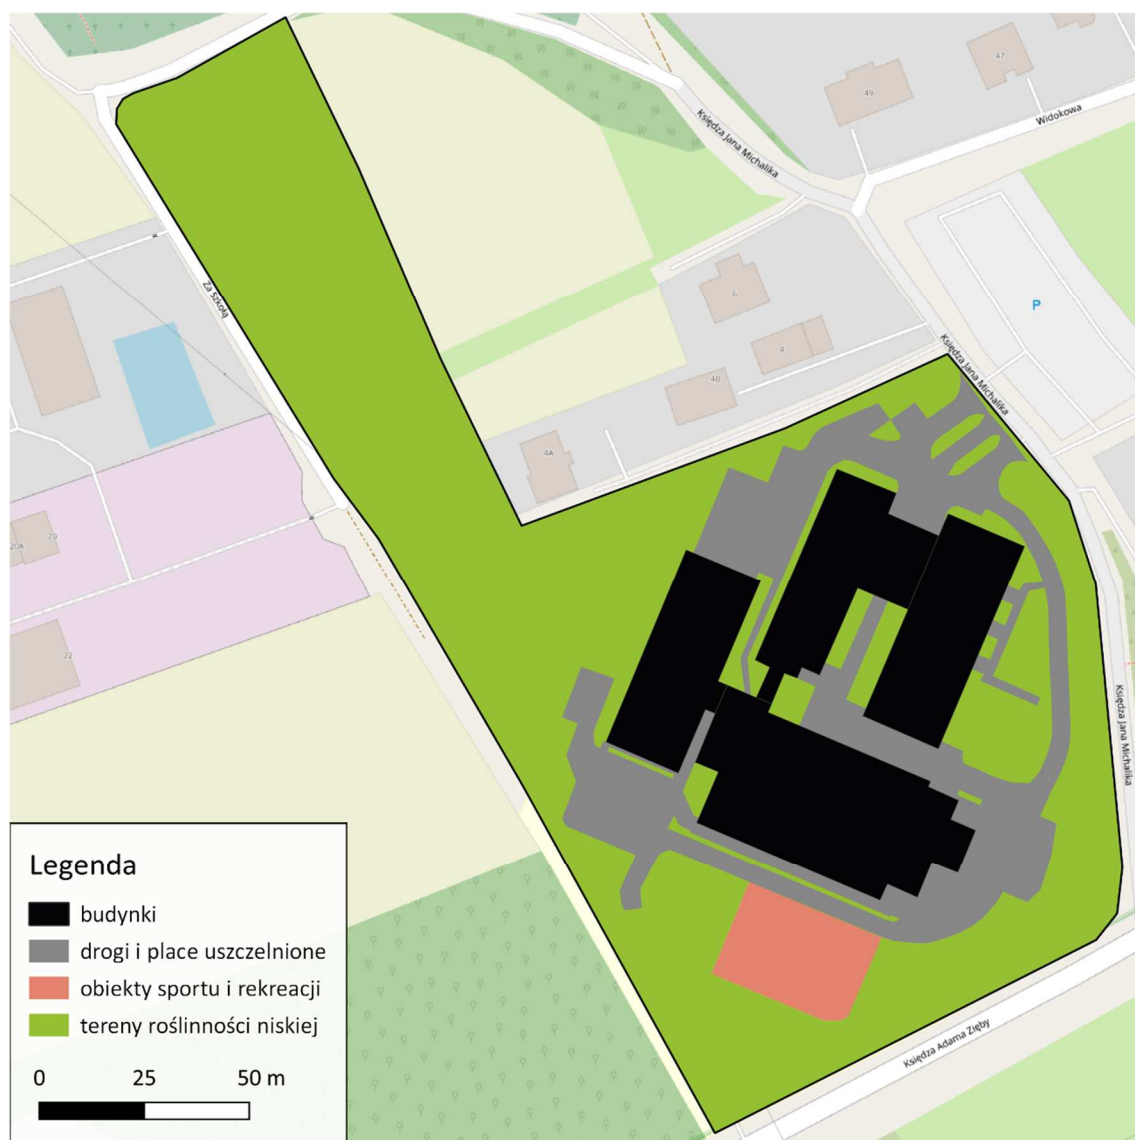 49
47
Widokowa
Księdza Jana Michalika
P
Za Szkołą
6
4
4B
4A
Księdza Jana Michalika
20A
20
22
Księdza Jana Michalika
Księdza Adama Zięby
Legenda
budynki
drogi i place uszczelnione
obiekty sportu i rekreacji
tereny roślinności niskiej
0 25 50 m